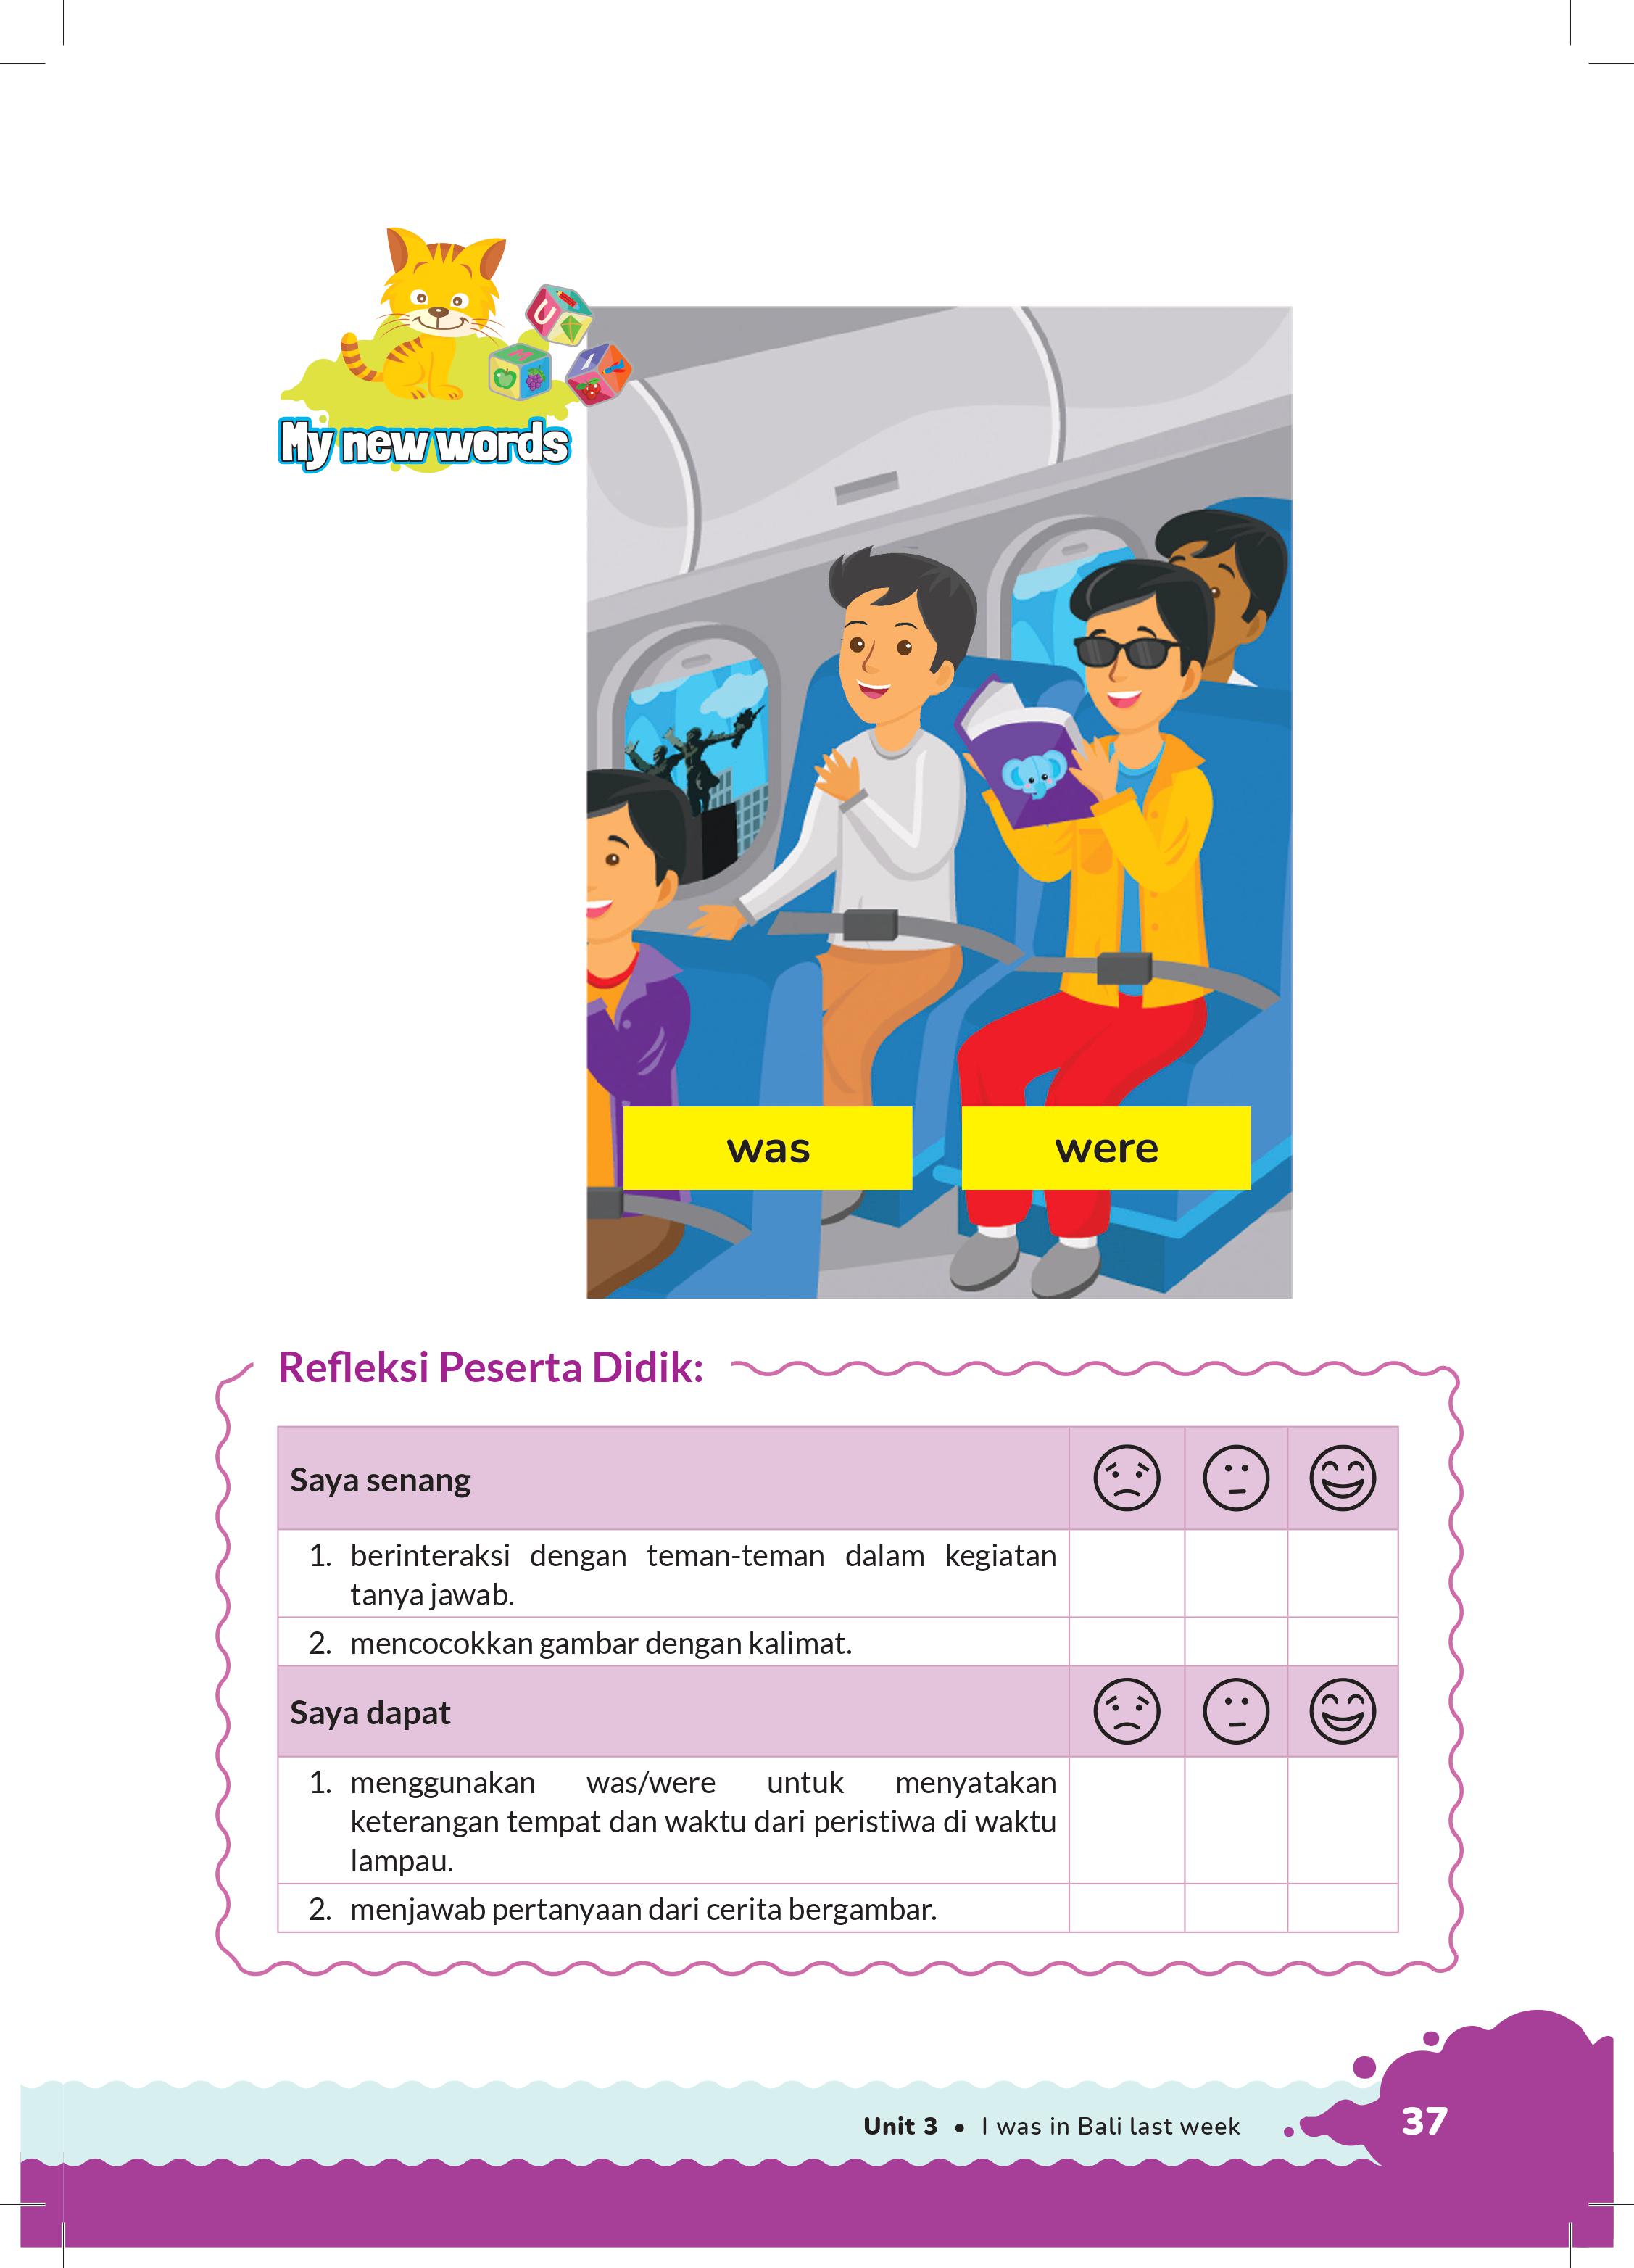 My new words
was
were
Refleksi Peserta Didik:
Saya senang
1. berinteraksi dengan teman-teman dalam kegiatan
tanya jawab.
2. mencocokkan gambar dengan kalimat.
Saya dapat
1. menggunakan was/were untuk menyatakan
keterangan tempat dan waktu dari peristiwa di waktu
lampau.
2. menjawab pertanyaan dari cerita bergambar.
Unit 3 • I was in Bali last week
37